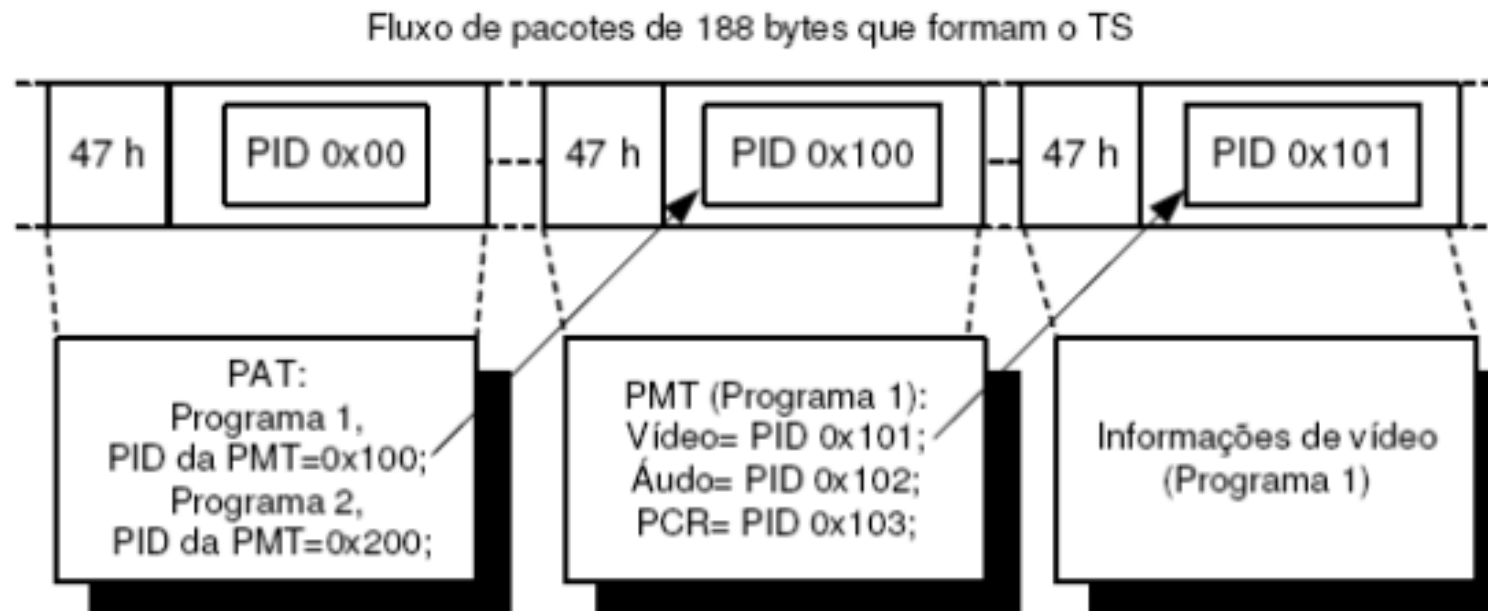 Fluxo de pacotes de 188 bytes que formam o TS
47 h
PID 0x00
47 h
PID 0x100
47 h
PID 0x101
PAT:
Programa 1,
PID da PMT=0x100;
Programa 2,
PID da PMT=0x200;
PMT (Programa 1):
Vídeo= PID 0x101;
Áudo= PID 0x102;
PCR= PID 0x103;
Informações de vídeo
(Programa 1)